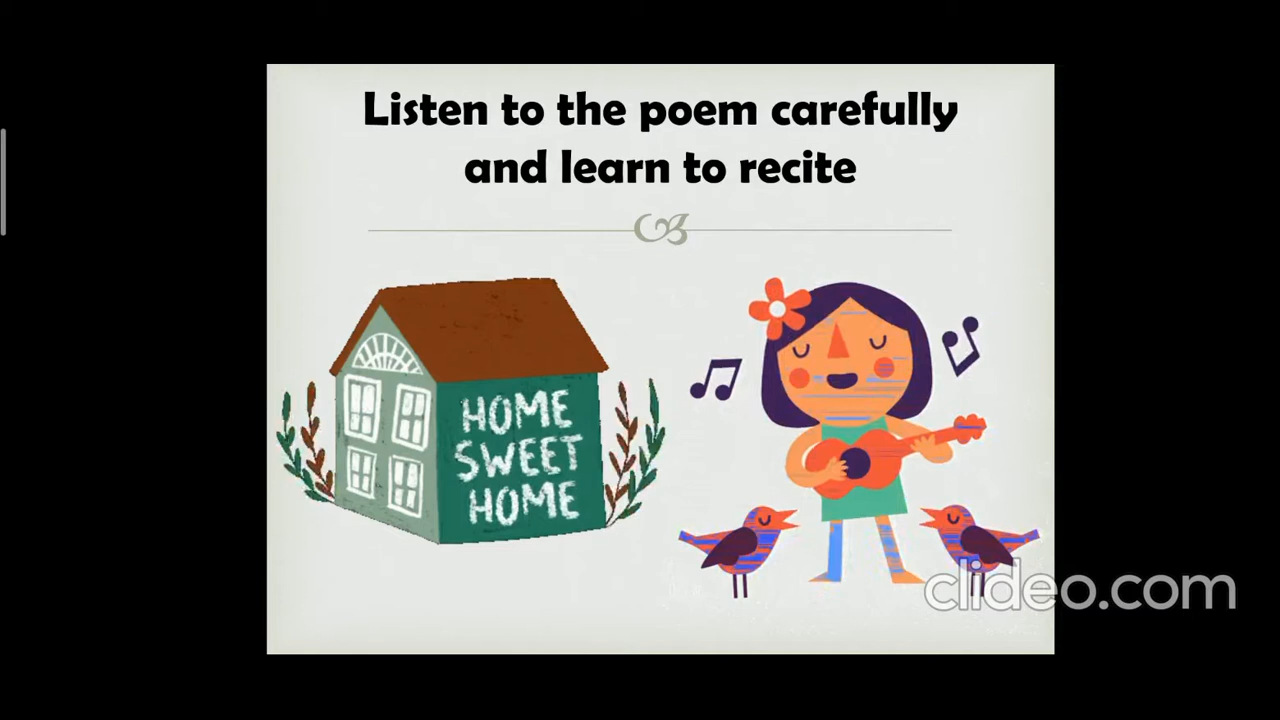 Listen to the poem carefully
and learn to recite
HOME
SWEET
HOME
clideo.com